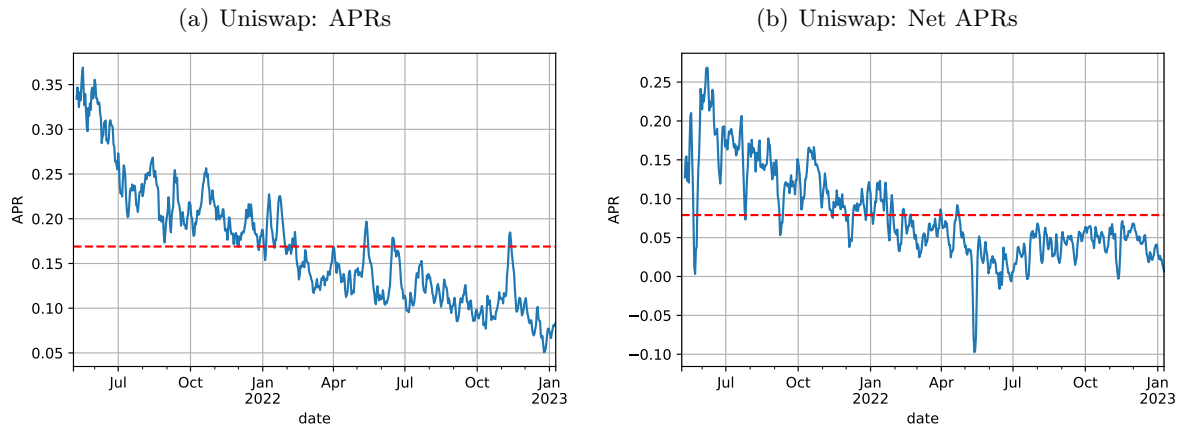 (a) Uniswap: APRs
0.35
0.30
0.25
0.20
0.15
0.10
0.05
APR
Jul
Oct
Jan
2022
Apr
Jul
Oct
Jan
2023
date
(b) Uniswap: Net APRs
0.25
0.20
0.15
0.10
0.05
0.00
−0.05
−0.10
APR
Jul
Oct
Jan
2022
Apr
Jul
Oct
Jan
2023
date